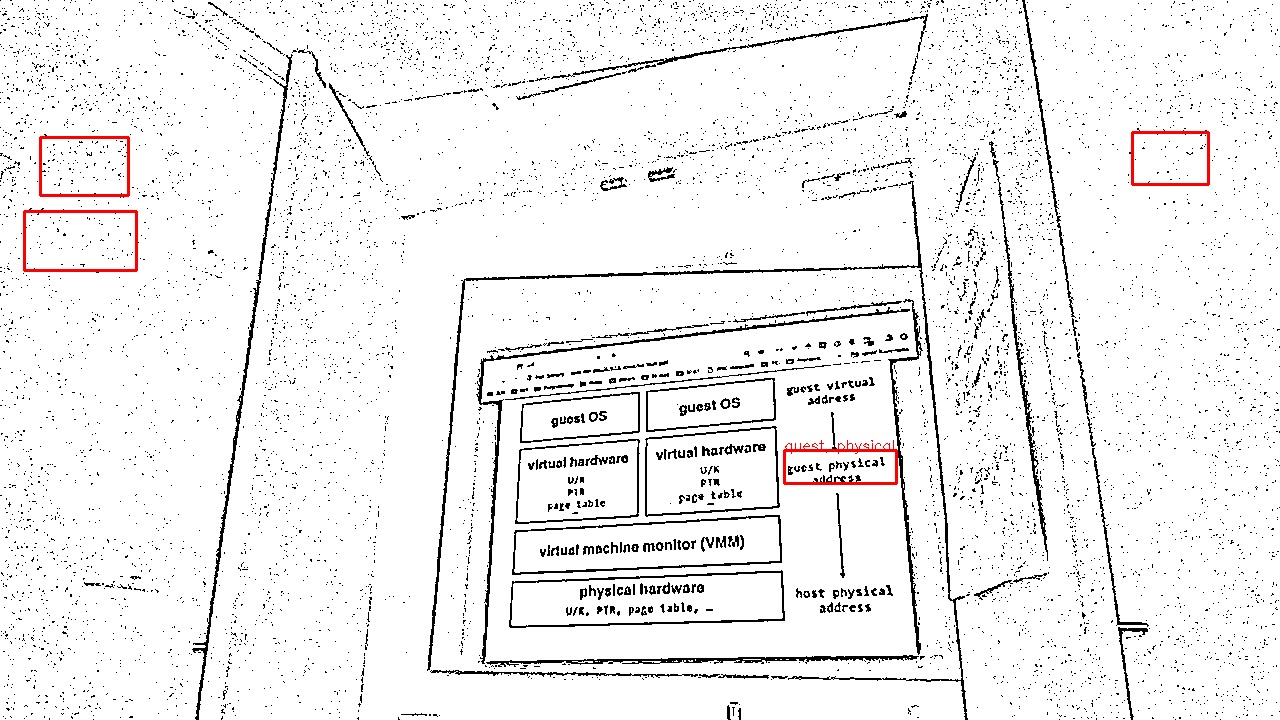 guest OS
guest OS
guest virtual
address
virtual hardware
U/K
PTR
page table
virtual hardware
U/K
PTR
page table
guest physical
guest physical
address
virtual machine monitor (VMM)
physical hardware
U/K, PTR, page table, …
host physical
address